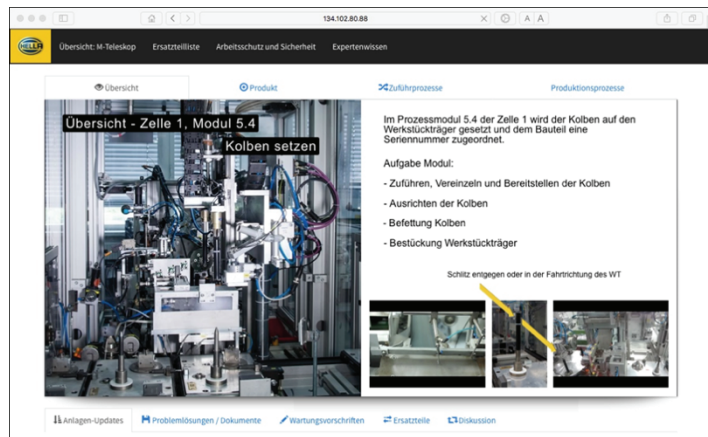 134.102.80.88
A A
HELLA
Übersicht: M-Teleskop Ersatzteilliste Arbeitsschutz und Sicherheit Expertenwissen
Übersicht Produkt Zuführprozesse Produktionsprozesse
Übersicht - Zelle 1, Modul 5.4
Kolben setzen
Im Prozessmodul 5.4 der Zelle 1 wird der Kolben auf den
Werkstückträger gesetzt und dem Bauteil eine
Seriennummer zugeordnet.
Aufgabe Modul:
- Zuführen, Vereinzeln und Bereitstellen der Kolben
- Ausrichten der Kolben
- Befettung Kolben
- Bestückung Werkstückträger
Schlitz entgegen oder in der Fahrtrichtung des WT
Anlagen-Updates Problemlösungen / Dokumente Wartungsvorschriften Ersatzteile Diskussion